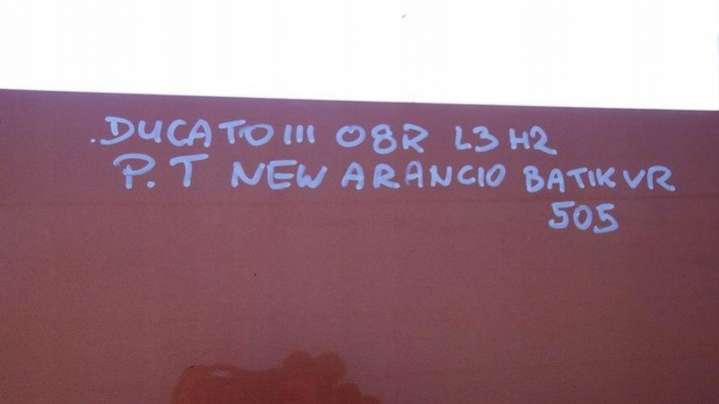 .DUCATO III 08R L3 H2
P.T NEW ARANCIO BATIK VR
505